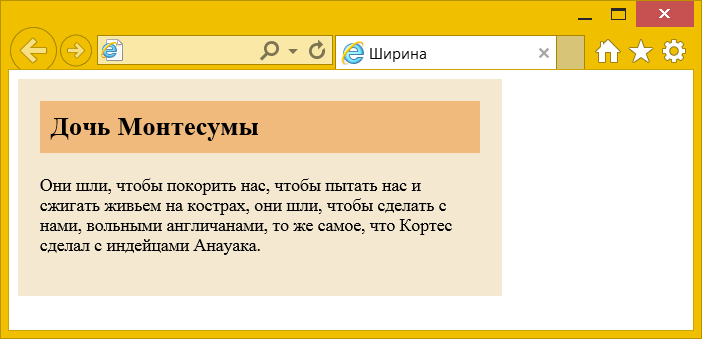 Ширина
Дочь Монтесумы
Они шли, чтобы покорить нас, чтобы пытать нас и
сжигать живьем на кострах, они шли, чтобы сделать с
нами, вольными англичанами, то же самое, что Кортес
сделал с индейцами Анауака.